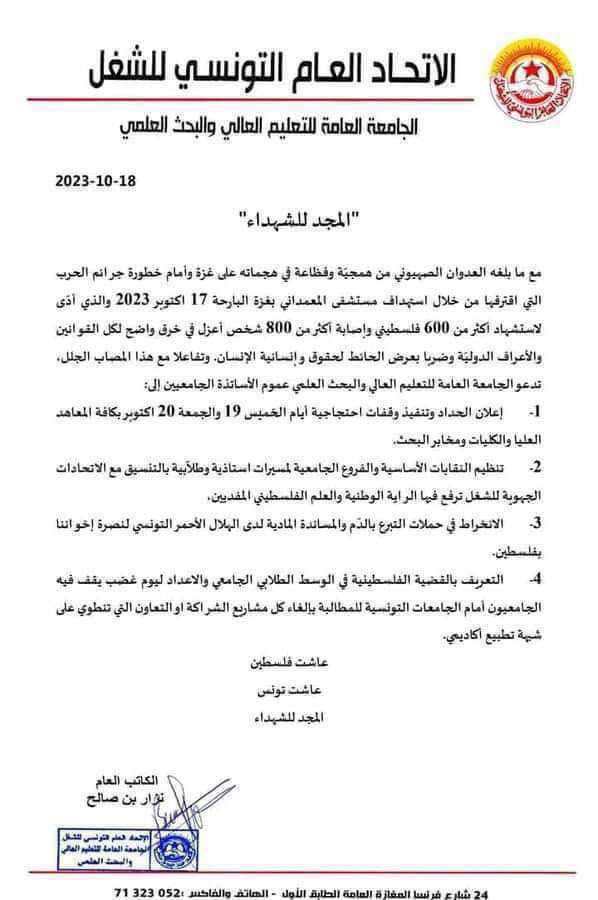 الاتحاد العام التونسي للشغل
الجامعة العامة للتعليم العالي والبحث العلمي
2023-10-18
"المجد للشهداء"
مع ما بلغه العدوان الصهيوني من همجيّة وفظاعة في هجماته على غزة وأمام خطورة جرائم الحرب
التي اقترفها من خلال استهداف مستشفى المعمداني بغزة البارحة 17 اكتوبر 2023 والذي أدّى
لاستشهاد أكثر من 600 فلسطيني وإصابة أكثر من 800 شخص أعزل في خرق واضح لكل القوانين
والأعراف الدوليّة وضربا بعرض الحائط لحقوق وإنسانية الإنسان. وتفاعلا مع هذا المصاب الجلل،
تدعو الجامعة العامة للتعليم العالي والبحث العلمي عموم الأساتذة الجامعيين إلى:
1- إعلان الحداد وتنفيذ وقفات احتجاجية أيام الخميس 19 والجمعة 20 اكتوبر بكافة المعاهد
العليا والكليات ومخابر البحث.
2- تنظيم النقابات الأساسية والفروع الجامعية لمسيرات استاذية وطلّابية بالتنسيق مع الاتحادات
الجهوية للشغل ترفع فيها الراية الوطنية والعلم الفلسطيني المفديين.
3- الانخراط في حملات التبرع بالدّم والمساندة المادية لدى الهلال الأحمر التونسي لنصرة إخواننا
بفلسطين.
4- التعريف بالقضية الفلسطينية في الوسط الطلابي الجامعي والاعداد ليوم غضب يقف فيه
الجامعيون أمام الجامعات التونسية للمطالبة بإلغاء كل مشاريع الشراكة او التعاون التي تنطوي على
شبهة تطبيع أكاديمي.
عاشت فلسطين
عاشت تونس
المجد للشهداء
الكاتب العام
نزار بن صالح
الاتحاد العام التونسي للشغل
الجامعة العامة للتعليم العالي
والبحث العلمي
24 شارع فرنسا المغازة العامة الطابق الأول - الهاتف والفاكس :052 323 71